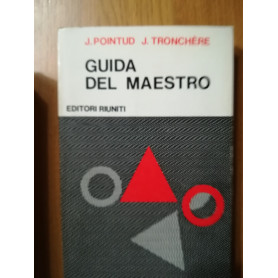 J. POINTUD J. TRONCHÈRE
GUIDA
DEL MAESTRO
EDITORI RIUNITI